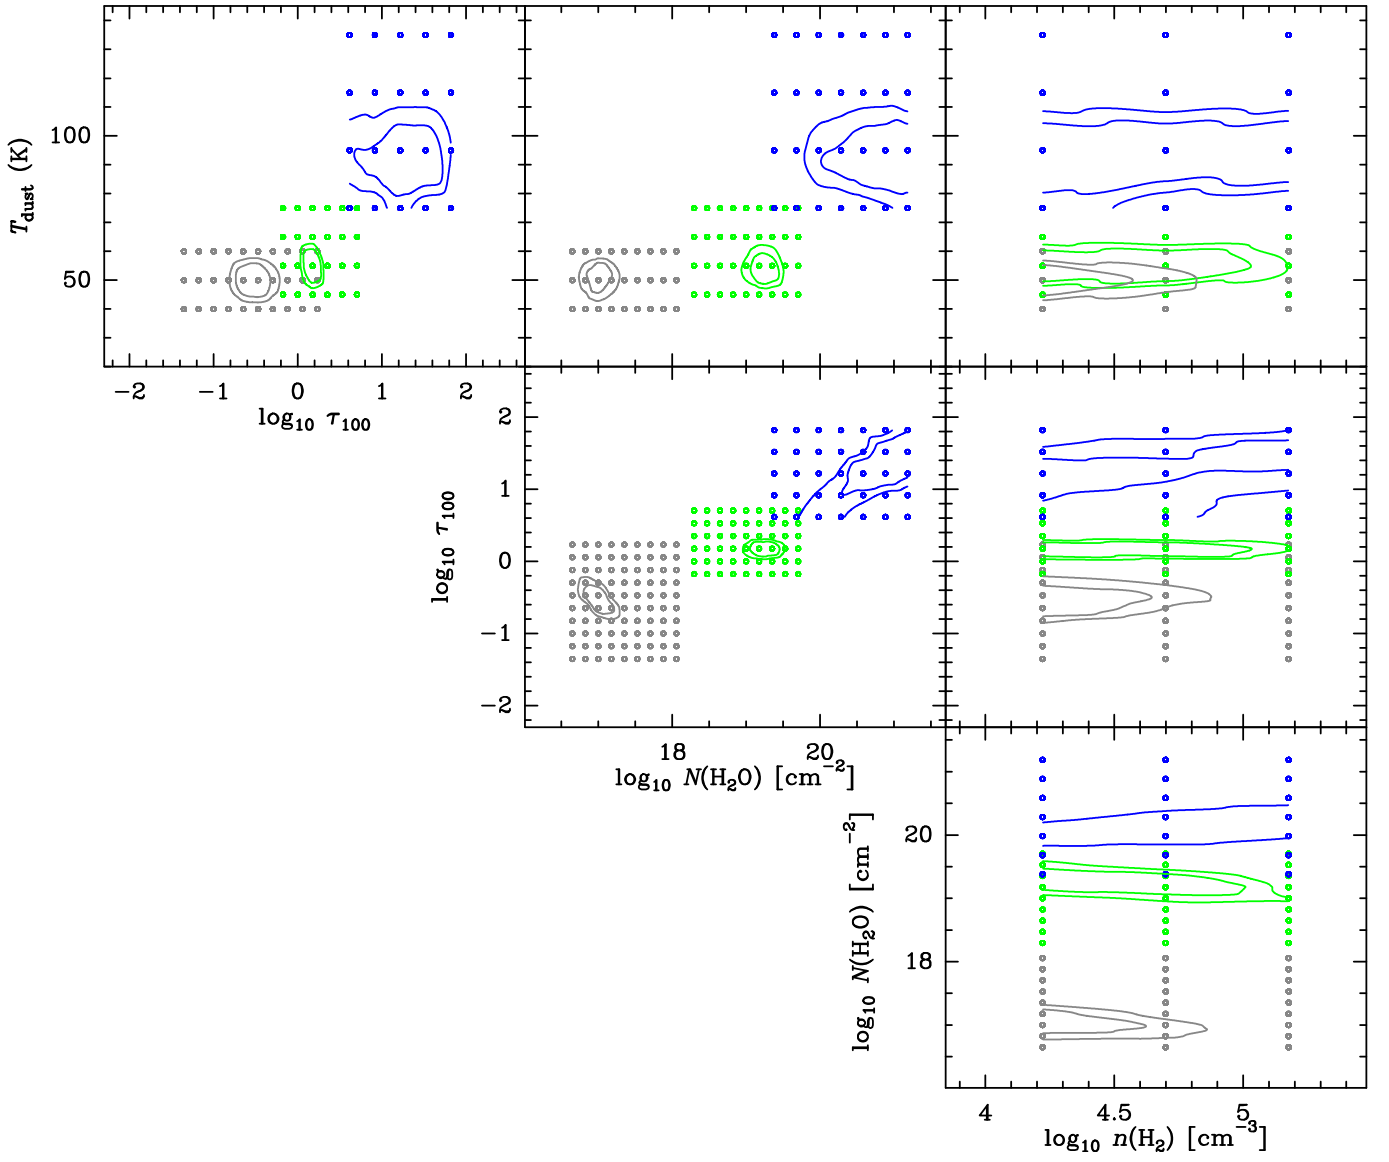 100
50
T_dust (K)
−2 −1 0 1 2
log₁₀ τ₁₀₀
2
1
0
−1
−2
log₁₀ τ₁₀₀
18 20
log₁₀ N(H₂O) [cm⁻²]
20
18
log₁₀ N(H₂O) [cm⁻²]
4 4.5 5
log₁₀ n(H₂) [cm⁻³]